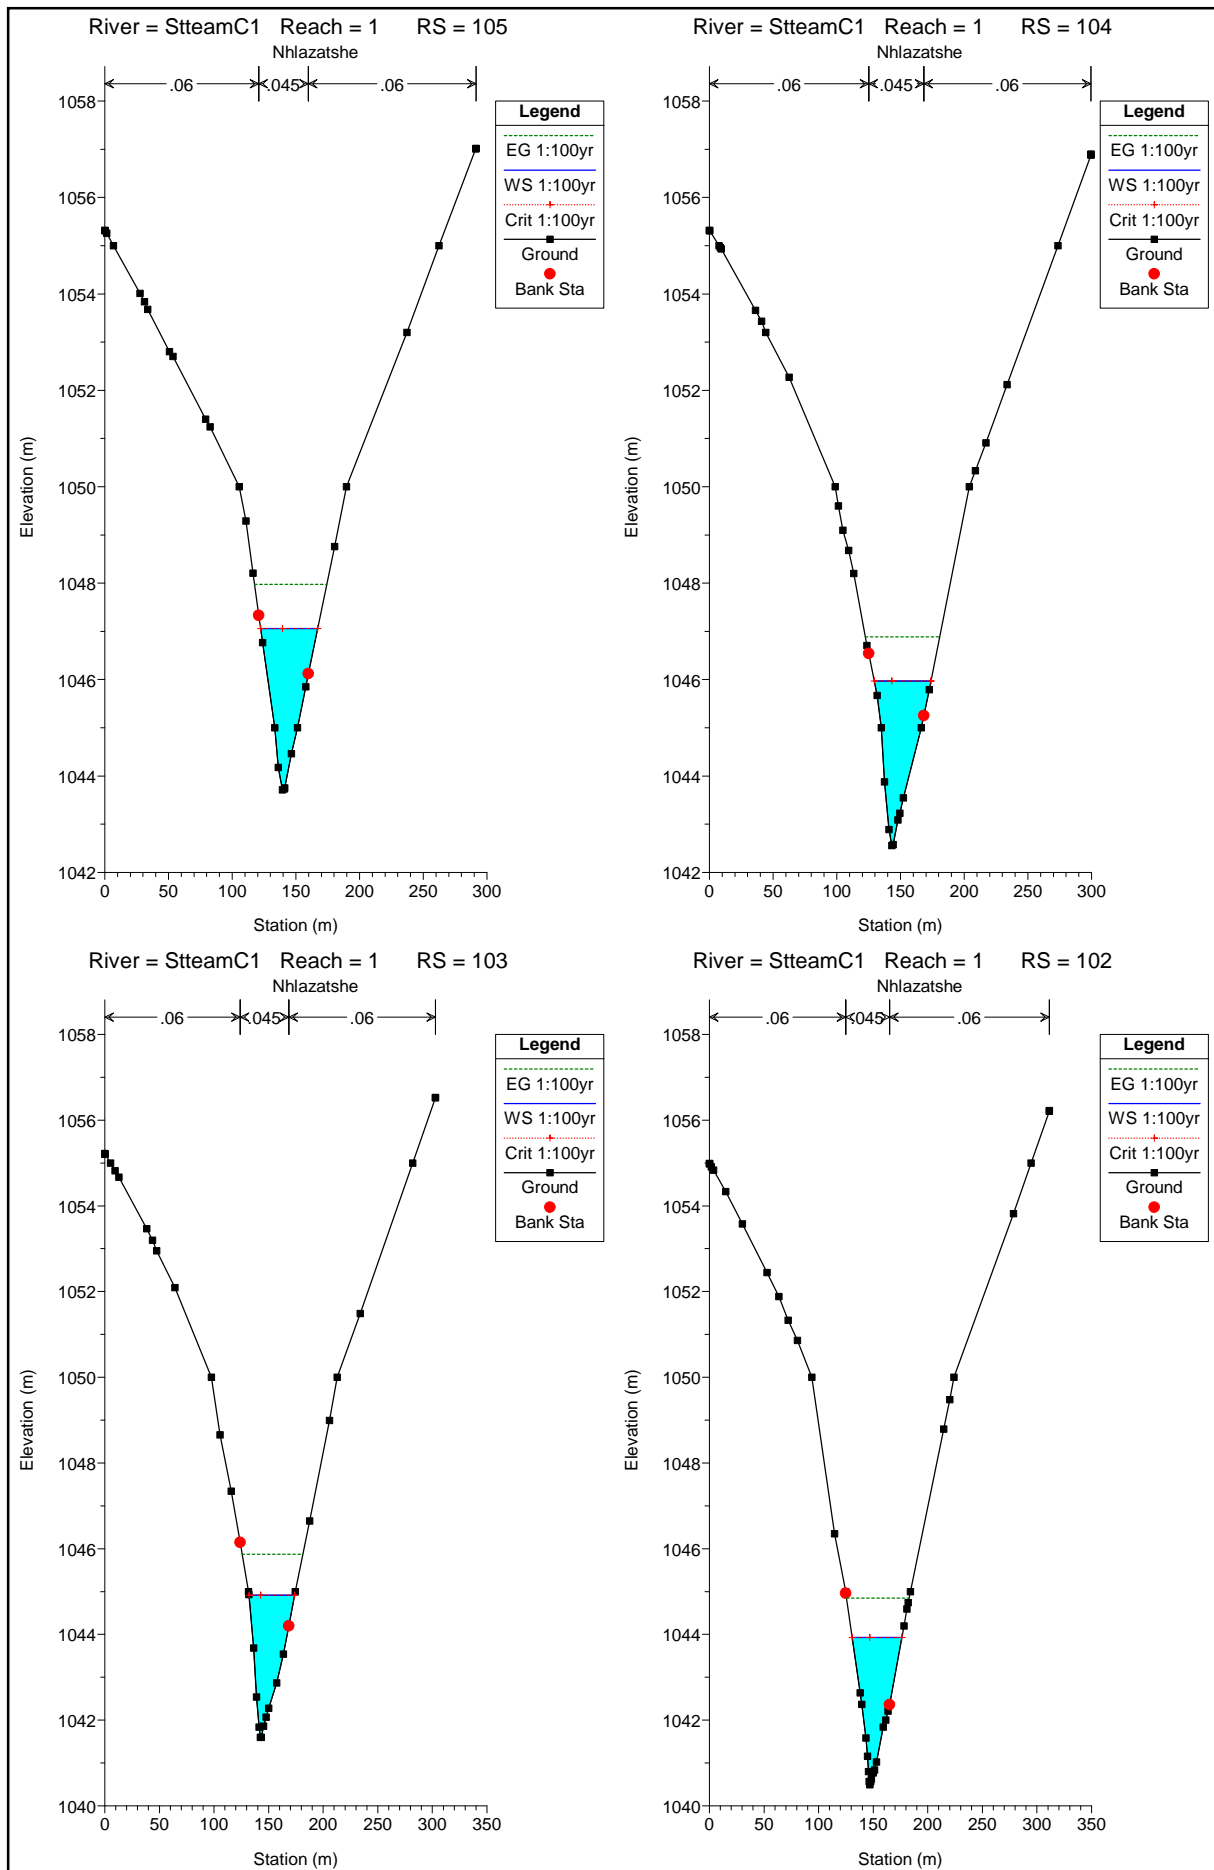 River = StteamC1 Reach = 1 RS = 105
Nhlazatshe
.06 .045 .06
Legend
EG 1:100yr
WS 1:100yr
Crit 1:100yr
Ground
Bank Sta
1058
1056
1054
1052
1050
1048
1046
1044
1042
Elevation (m)
0 50 100 150 200 250 300
Station (m)
River = StteamC1 Reach = 1 RS = 104
Nhlazatshe
.06 .045 .06
Legend
EG 1:100yr
WS 1:100yr
Crit 1:100yr
Ground
Bank Sta
1058
1056
1054
1052
1050
1048
1046
1044
1042
Elevation (m)
0 50 100 150 200 250 300
Station (m)
River = StteamC1 Reach = 1 RS = 103
Nhlazatshe
.06 .045 .06
Legend
EG 1:100yr
WS 1:100yr
Crit 1:100yr
Ground
Bank Sta
1058
1056
1054
1052
1050
1048
1046
1044
1042
1040
Elevation (m)
0 50 100 150 200 250 300 350
Station (m)
River = StteamC1 Reach = 1 RS = 102
Nhlazatshe
.06 .045 .06
Legend
EG 1:100yr
WS 1:100yr
Crit 1:100yr
Ground
Bank Sta
1058
1056
1054
1052
1050
1048
1046
1044
1042
1040
Elevation (m)
0 50 100 150 200 250 300 350
Station (m)